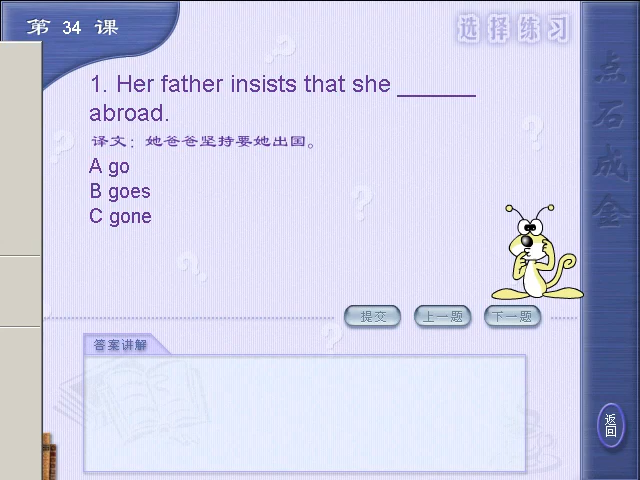 第 34 课
选择练习
1. Her father insists that she ______
abroad.
译文：她爸爸坚持要她出国。
A go
B goes
C gone
提交
上一题
下一题
答案讲解
点石成金
返回